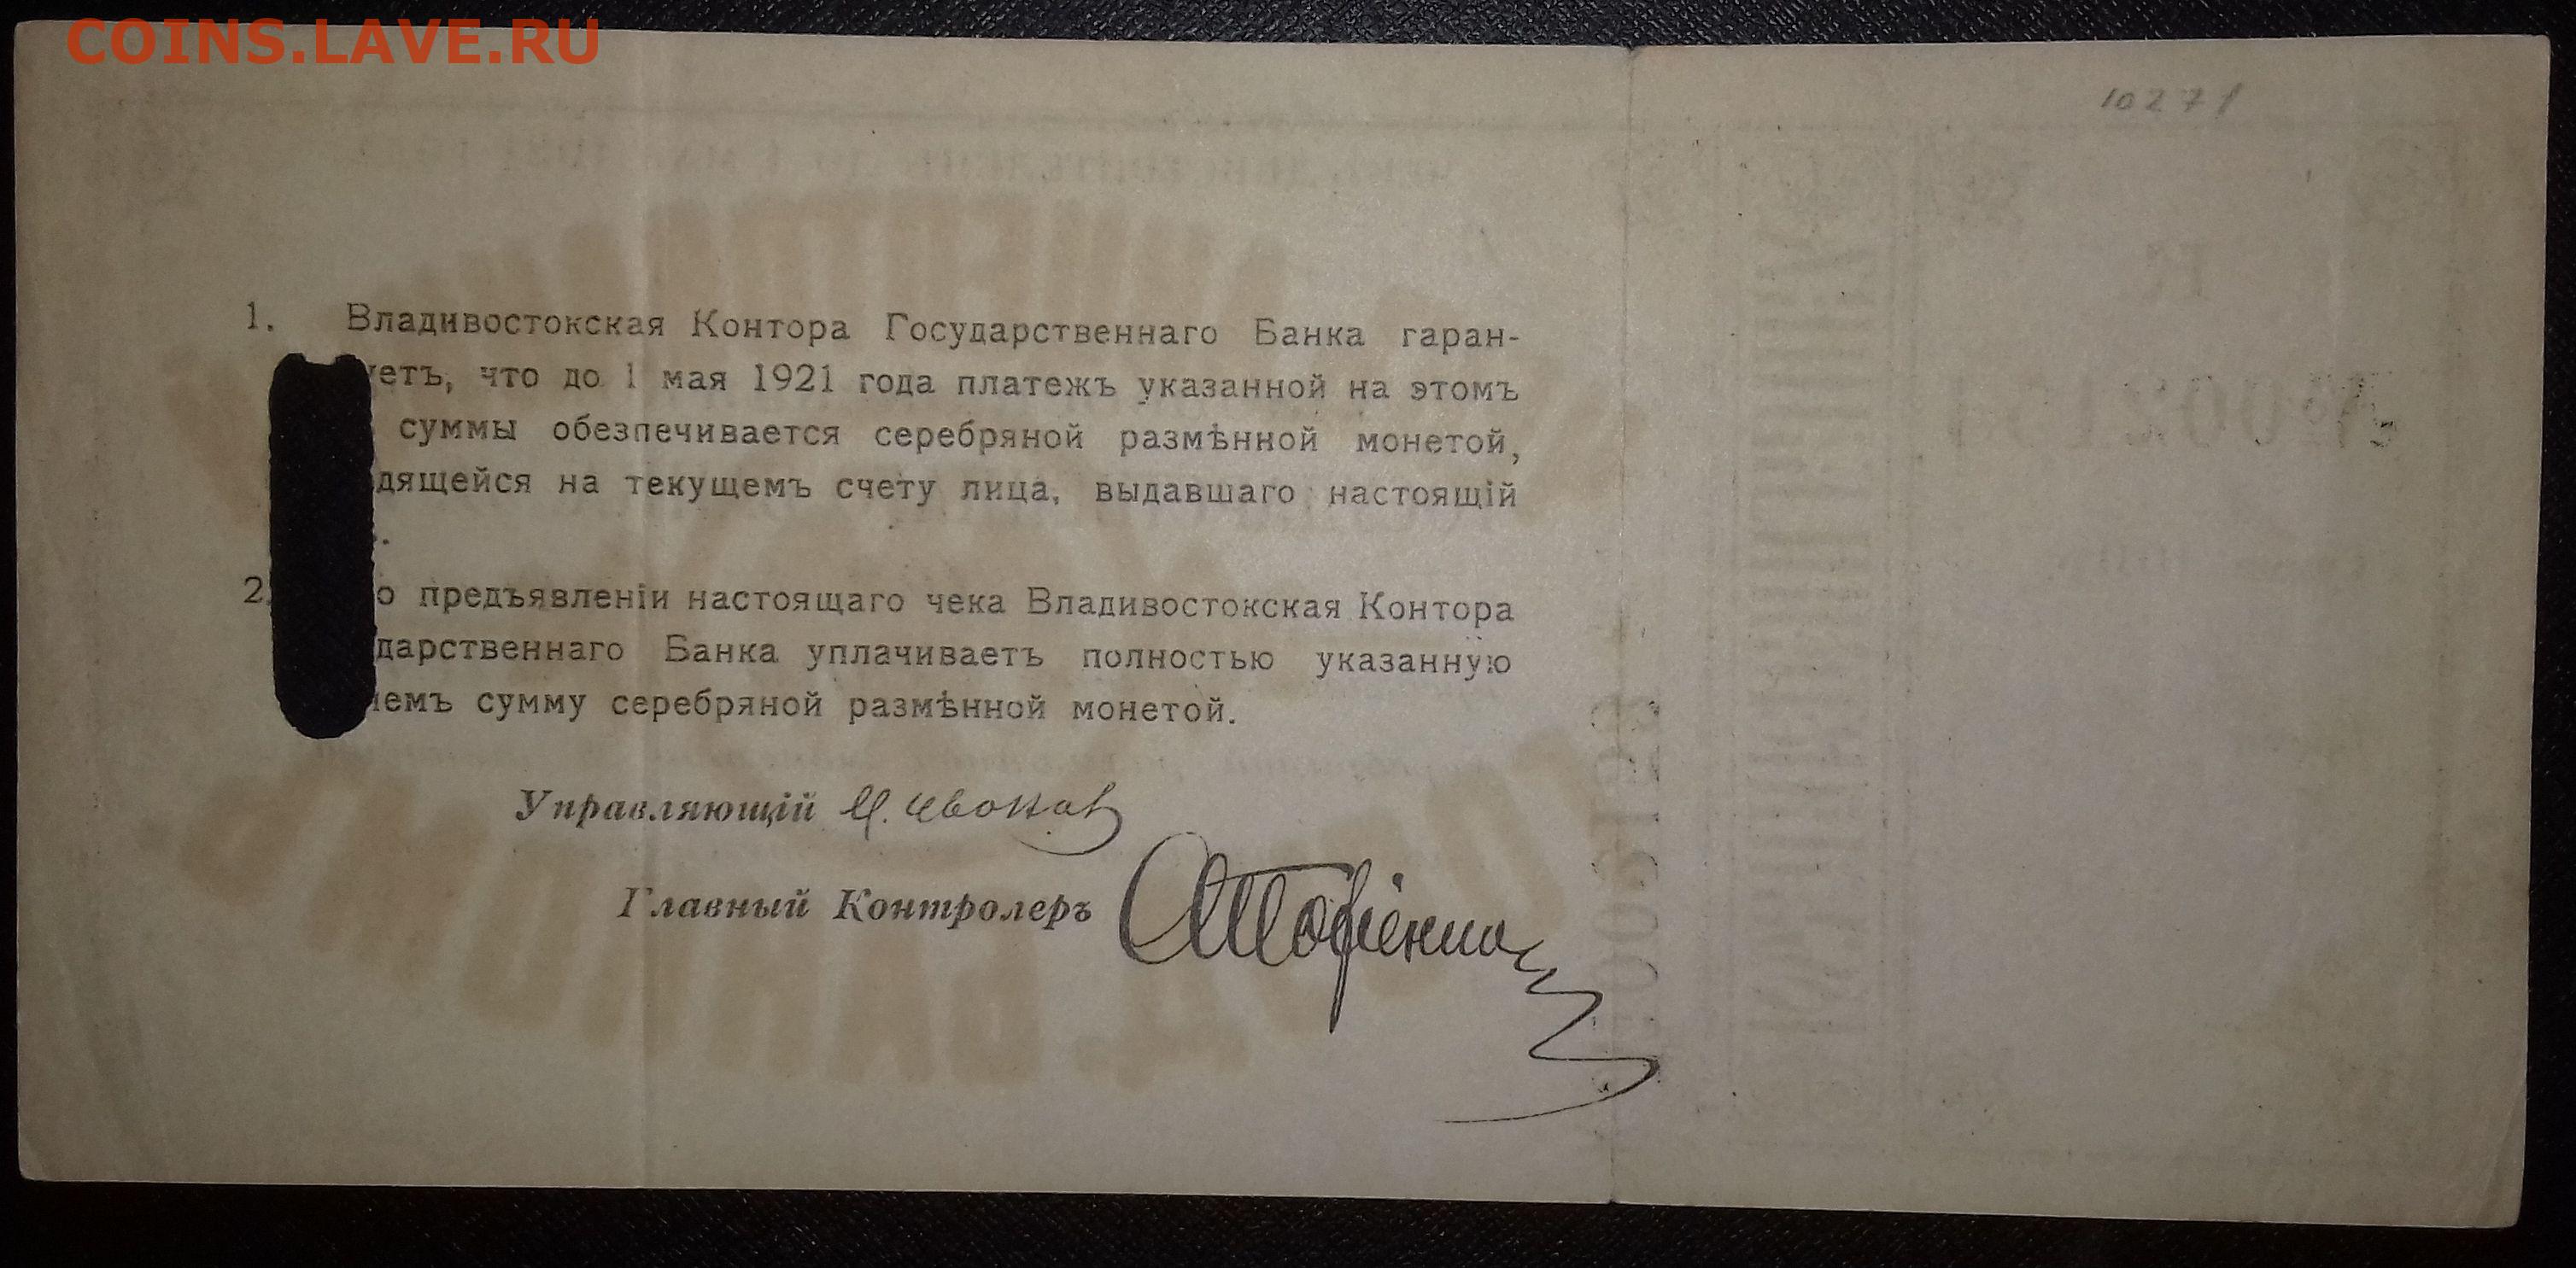 COINS.LAVE.RU
10271
1. Владивостокская Контора Государственнаго Банка гаран-
уетъ, что до 1 мая 1921 года платежъ указанной на этомъ
суммы обезпечивается серебряной размѣнной монетой,
дящейся на текущемъ счету лица, выдавшаго настоящій
2. о предъявленіи настоящаго чека Владивостокская Контора
дарственнаго Банка уплачиваетъ полностью указанную
немъ сумму серебряной размѣнной монетой.
Управляющій
Главный Контролеръ